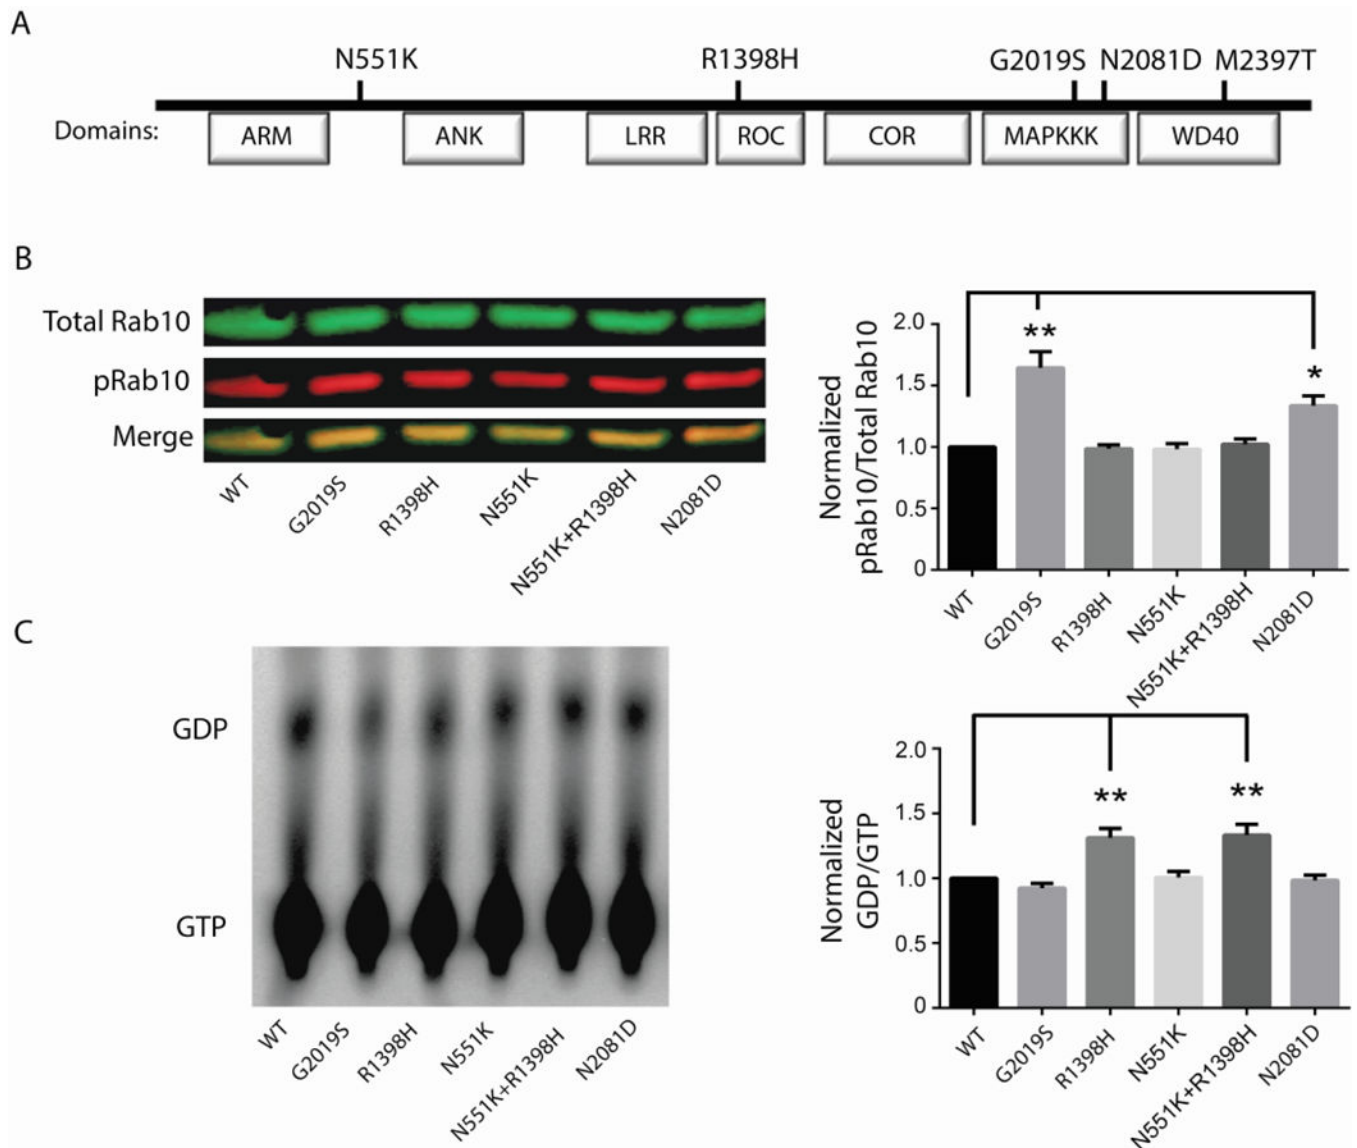 A
N551K R1398H G2019S N2081D M2397T
Domains: ARM ANK LRR ROC COR MAPKKK WD40
B
Total Rab10
pRab10
Merge
WT G2019S R1398H N551K N551K+R1398H N2081D
Normalized
pRab10/Total Rab10
2.0
1.5
1.0
0.5
0
** *
WT G2019S R1398H N551K N551K+R1398H N2081D
C
GDP
GTP
WT G2019S R1398H N551K N551K+R1398H N2081D
Normalized
GDP/GTP
2.0
1.5
1.0
0.5
0
** **
WT G2019S R1398H N551K N551K+R1398H N2081D